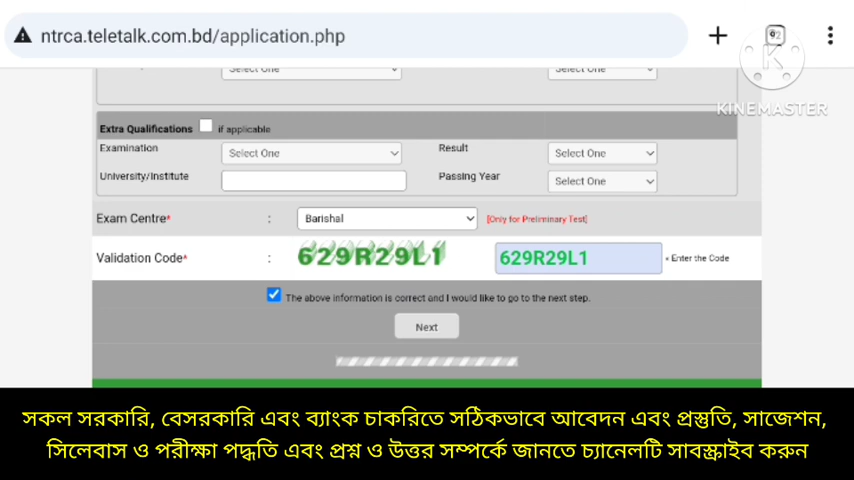 ntrca.teletalk.com.bd/application.php
KINEMASTER
Select One Select One
Extra Qualifications if applicable
Examination Select One Result Select One
University/Institute Passing Year Select One
Exam Centre* : Barishal [Only for Preliminary Test]
Validation Code* : 629R29L1 629R29L1 * Enter the Code
The above information is correct and I would like to go to the next step.
Next
সকল সরকারি, বেসরকারি এবং ব্যাংক চাকরিতে সঠিকভাবে আবেদন এবং প্রস্তুতি, সাজেশন,
সিলেবাস ও পরীক্ষা পদ্ধতি এবং প্রশ্ন ও উত্তর সম্পর্কে জানতে চ্যানেলটি সাবস্ক্রাইব করুন